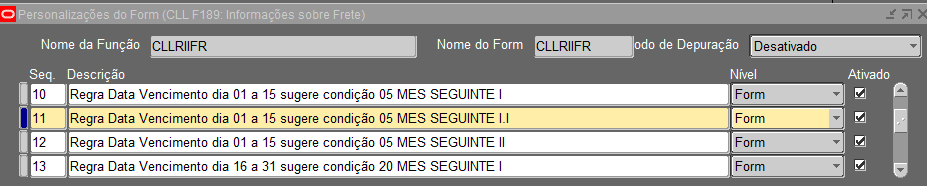 Personalizações do Form (CLL F189: Informações sobre Frete)
Nome da Função CLLRIIFR Nome do Form CLLRIIFR odo de Depuração Desativado
Seq. Descrição Nível Ativado
10 Regra Data Vencimento dia 01 a 15 sugere condição 05 MES SEGUINTE I Form
11 Regra Data Vencimento dia 01 a 15 sugere condição 05 MES SEGUINTE I.I Form
12 Regra Data Vencimento dia 01 a 15 sugere condição 05 MES SEGUINTE II Form
13 Regra Data Vencimento dia 16 a 31 sugere condição 20 MES SEGUINTE I Form